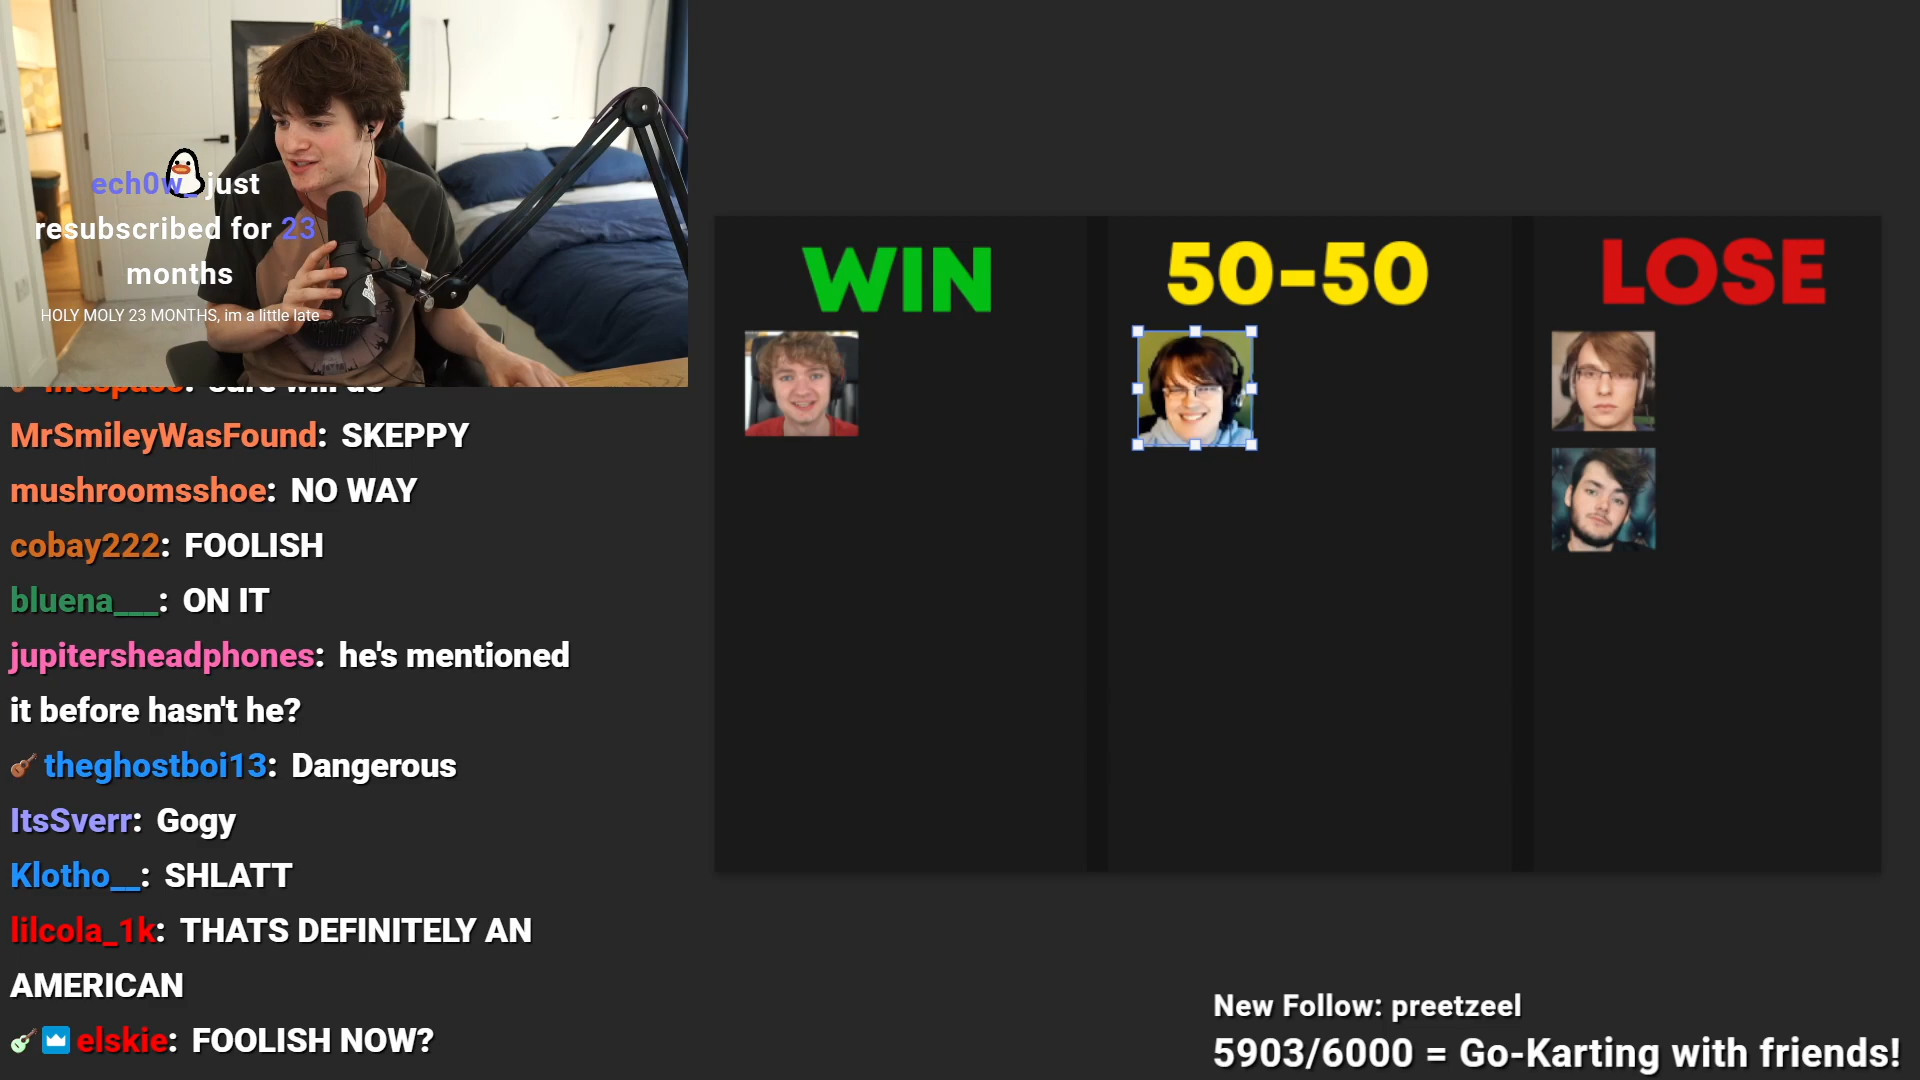 ech0w_ just
resubscribed for 23
months
HOLY MOLY 23 MONTHS, im a little late
MrSmileyWasFound: SKEPPY
mushroomsshoe: NO WAY
cobay222: FOOLISH
bluena___: ON IT
jupitersheadphones: he's mentioned
it before hasn't he?
theghostboi13: Dangerous
ItsSverr: Gogy
Klotho__: SHLATT
lilcola_1k: THATS DEFINITELY AN
AMERICAN
elskie: FOOLISH NOW?
WIN
50-50
LOSE
New Follow: preetzeel
5903/6000 = Go-Karting with friends!